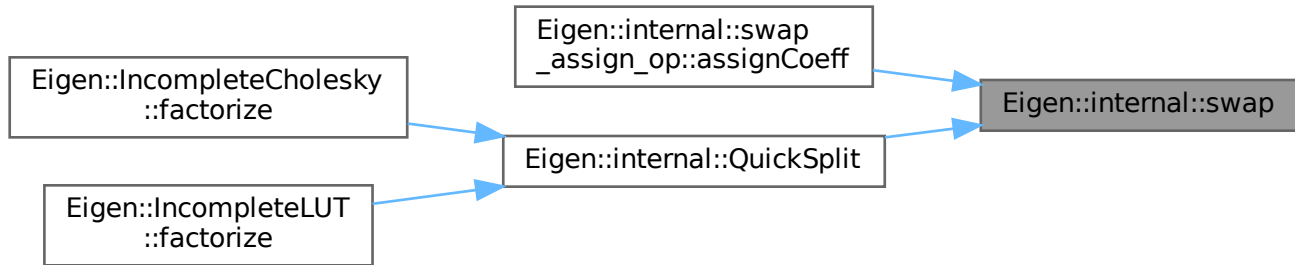 Eigen::internal::swap
_assign_op::assignCoeff
Eigen::IncompleteCholesky
::factorize
Eigen::internal::swap
Eigen::internal::QuickSplit
Eigen::IncompleteLUT
::factorize